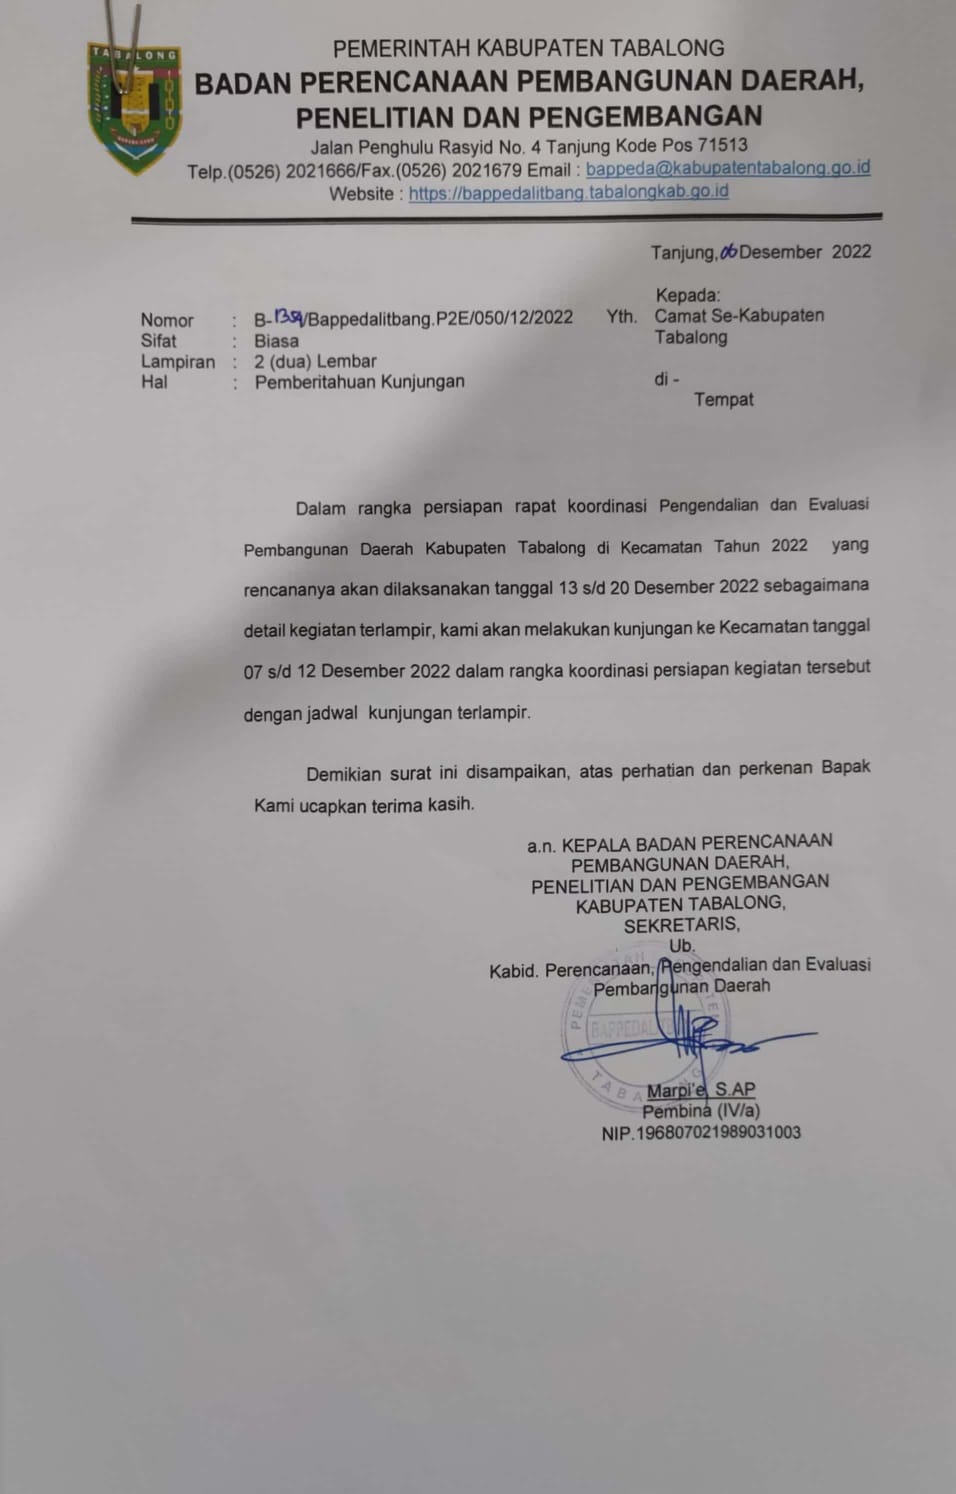 TABALONG
PEMERINTAH KABUPATEN TABALONG
BADAN PERENCANAAN PEMBANGUNAN DAERAH,
PENELITIAN DAN PENGEMBANGAN
Jalan Penghulu Rasyid No. 4 Tanjung Kode Pos 71513
Telp.(0526) 2021666/Fax.(0526) 2021679 Email : bappeda@kabupatentabalong.go.id
Website : https://bappedalitbang.tabalongkab.go.id
Tanjung, 06 Desember 2022
Kepada:
Nomor : B-1359/Bappedalitbang.P2E/050/12/2022 Yth. Camat Se-Kabupaten
Sifat : Biasa Tabalong
Lampiran : 2 (dua) Lembar
Hal : Pemberitahuan Kunjungan di -
Tempat
Dalam rangka persiapan rapat koordinasi Pengendalian dan Evaluasi
Pembangunan Daerah Kabupaten Tabalong di Kecamatan Tahun 2022 yang
rencananya akan dilaksanakan tanggal 13 s/d 20 Desember 2022 sebagaimana
detail kegiatan terlampir, kami akan melakukan kunjungan ke Kecamatan tanggal
07 s/d 12 Desember 2022 dalam rangka koordinasi persiapan kegiatan tersebut
dengan jadwal kunjungan terlampir.
Demikian surat ini disampaikan, atas perhatian dan perkenan Bapak
Kami ucapkan terima kasih.
a.n. KEPALA BADAN PERENCANAAN
PEMBANGUNAN DAERAH,
PENELITIAN DAN PENGEMBANGAN
KABUPATEN TABALONG,
SEKRETARIS,
Ub.
Kabid. Perencanaan, Pengendalian dan Evaluasi
Pembangunan Daerah
TABALONG
Marpi'e, S.AP
Pembina (IV/a)
NIP.196807021989031003